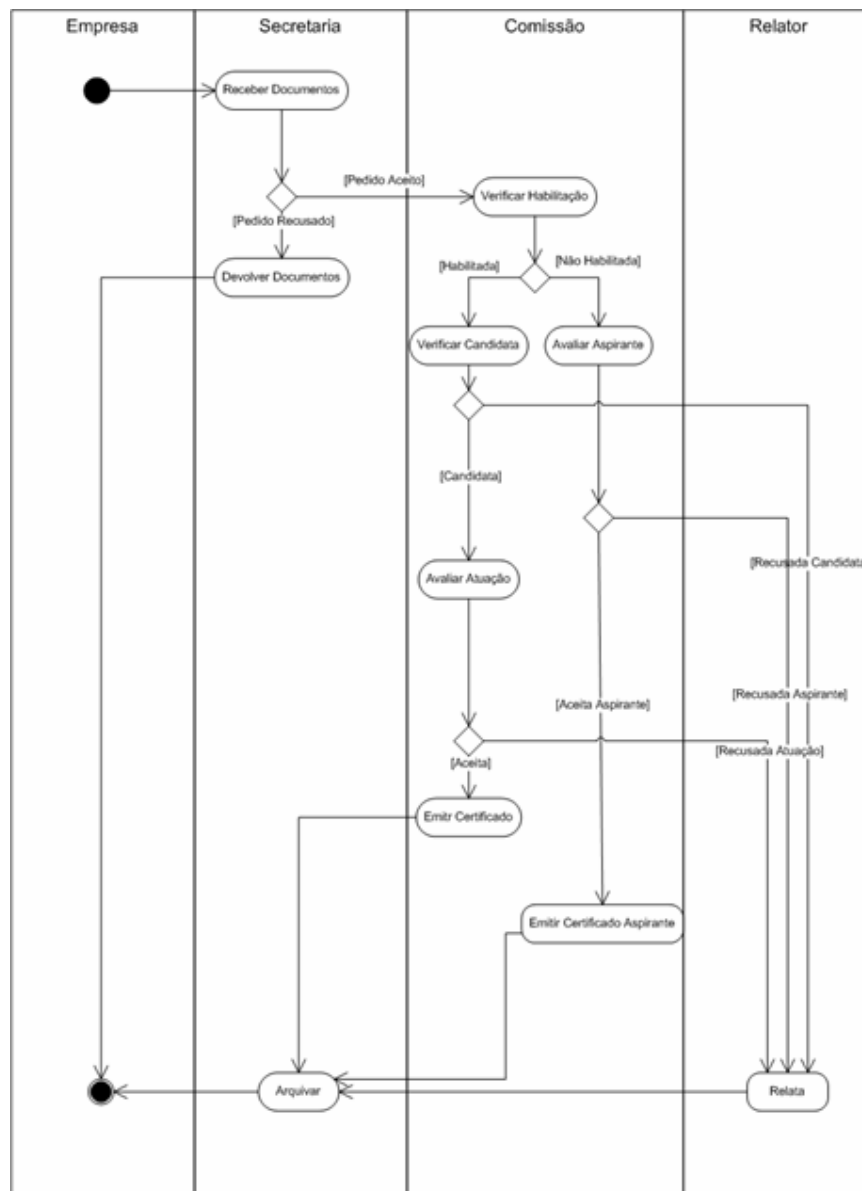 Empresa
Secretaria
Comissão
Relator
Receber Documentos
[Pedido Aceito]
Verificar Habilitação
[Pedido Recusado]
Devolver Documentos
[Habilitada]
[Não Habilitada]
Verificar Candidata
Avaliar Aspirante
[Candidata]
[Recusada Candidata
Avaliar Atuação
[Recusada Aspirante]
[Aceita Aspirante]
[Recusada Atuação]
[Aceita]
Emitr Certificado
Emitir Certificado Aspirante
Arquivar
Relata